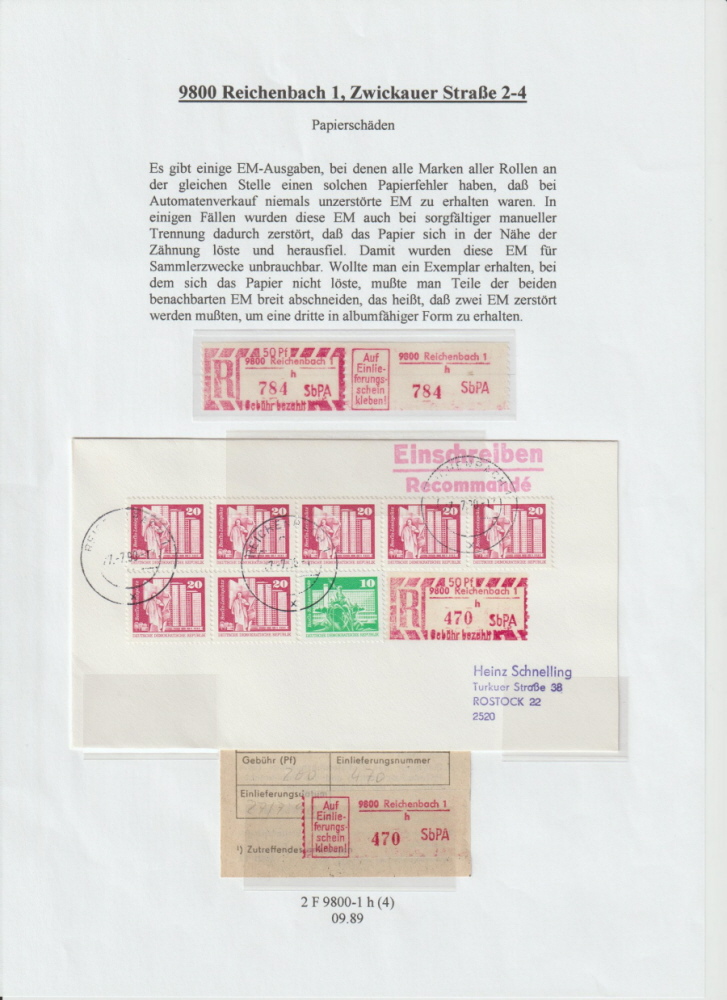 9800 Reichenbach 1, Zwickauer Straße 2-4
Papierschäden
Es gibt einige EM-Ausgaben, bei denen alle Marken aller Rollen an
der gleichen Stelle einen solchen Papierfehler haben, daß bei
Automatenverkauf niemals unzerstörte EM zu erhalten waren. In
einigen Fällen wurden diese EM auch bei sorgfältiger manueller
Trennung dadurch zerstört, daß das Papier sich in der Nähe der
Zähnung löste und herausfiel. Damit wurden diese EM für
Sammlerzwecke unbrauchbar. Wollte man ein Exemplar erhalten, bei
dem sich das Papier nicht löste, mußte man Teile der beiden
benachbarten EM breit abschneiden, das heißt, daß zwei EM zerstört
werden mußten, um eine dritte in albumfähiger Form zu erhalten.
50 Pf
9800 Reichenbach 1
h
R
784 SbPA
Gebühr bezahlt
Auf
Einlie-
ferungs-
schein
kleben!
9800 Reichenbach 1
h
784 SbPA
Einschreiben
Recommandé
20
20
20
20
20
DEUTSCHE DEMOKRATISCHE REPUBLIK
20
20
10
DEUTSCHE DEMOKRATISCHE REPUBLIK
50 Pf
9800 Reichenbach 1
h
R
470 SbPA
Gebühr bezahlt
Heinz Schnelling
Turkuer Straße 38
ROSTOCK 22
2520
Gebühr (Pf)
Einlieferungsnummer
470
Einlieferungsdatum
¹) Zutreffendes
Auf
Einlie-
ferungs-
schein
kleben!
9800 Reichenbach 1
h
470 SbPA
2 F 9800-1 h (4)
09.89